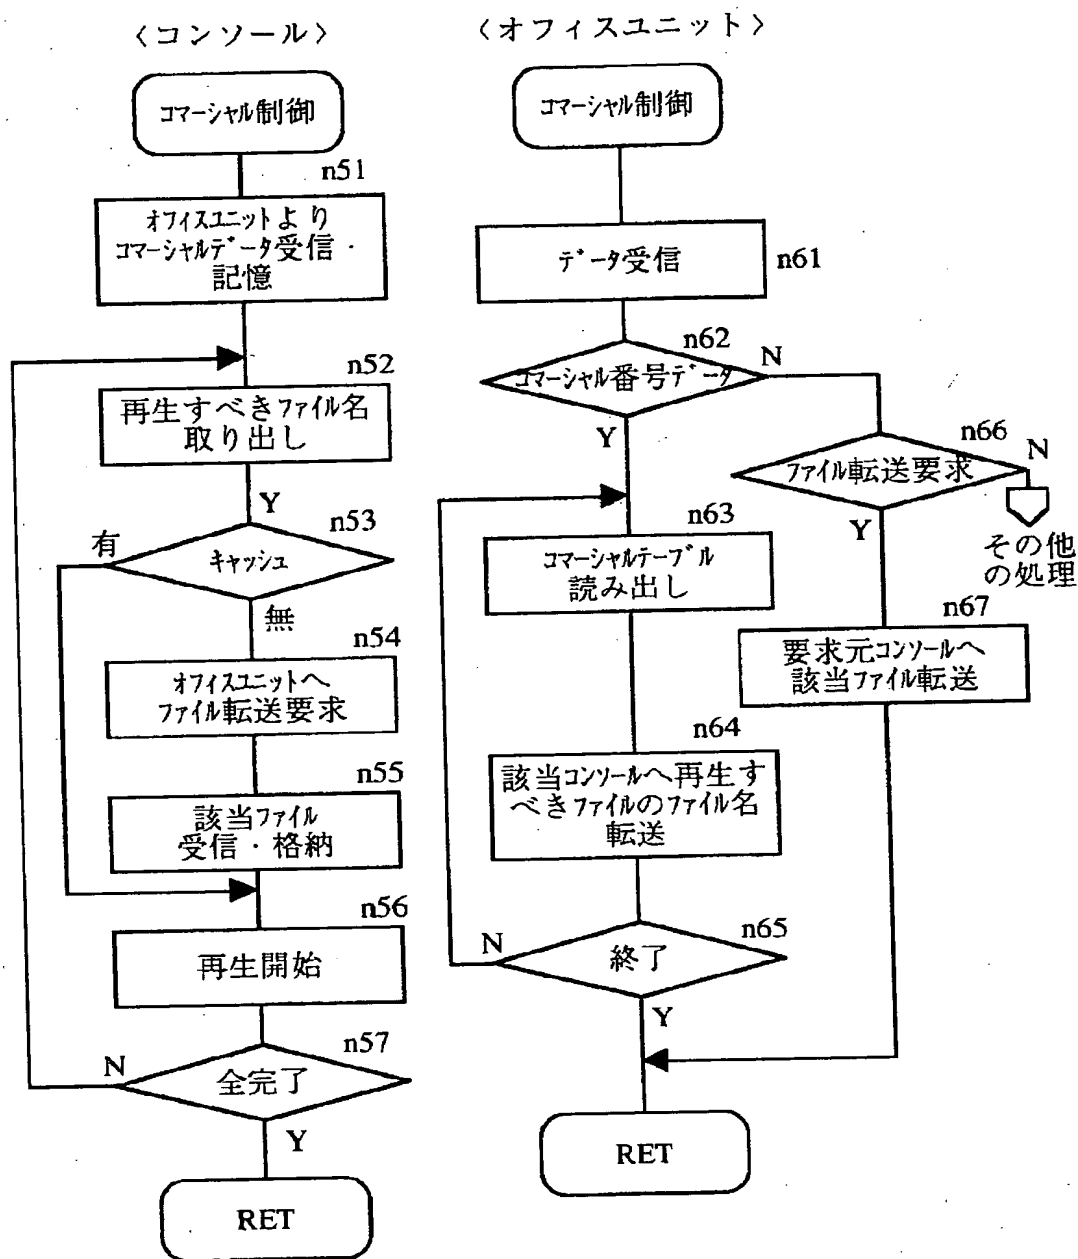 〈コンソール〉
コマーシャル制御
n51
オフィスユニットより
コマーシャルデータ受信・
記憶
n52
再生すべきファイル名
取り出し
Y
n53
有
キャッシュ
無
n54
オフィスユニットへ
ファイル転送要求
n55
該当ファイル
受信・格納
n56
再生開始
n57
N
全完了
Y
RET
〈オフィスユニット〉
コマーシャル制御
データ受信
n61
n62
N
コマーシャル番号データ
Y
n63
コマーシャルテーブル
読み出し
n64
該当コンソールへ再生す
べきファイルのファイル名
転送
n65
N
終了
Y
RET
n66
N
ファイル転送要求
Y
その他
の処理
n67
要求元コンソールへ
該当ファイル転送